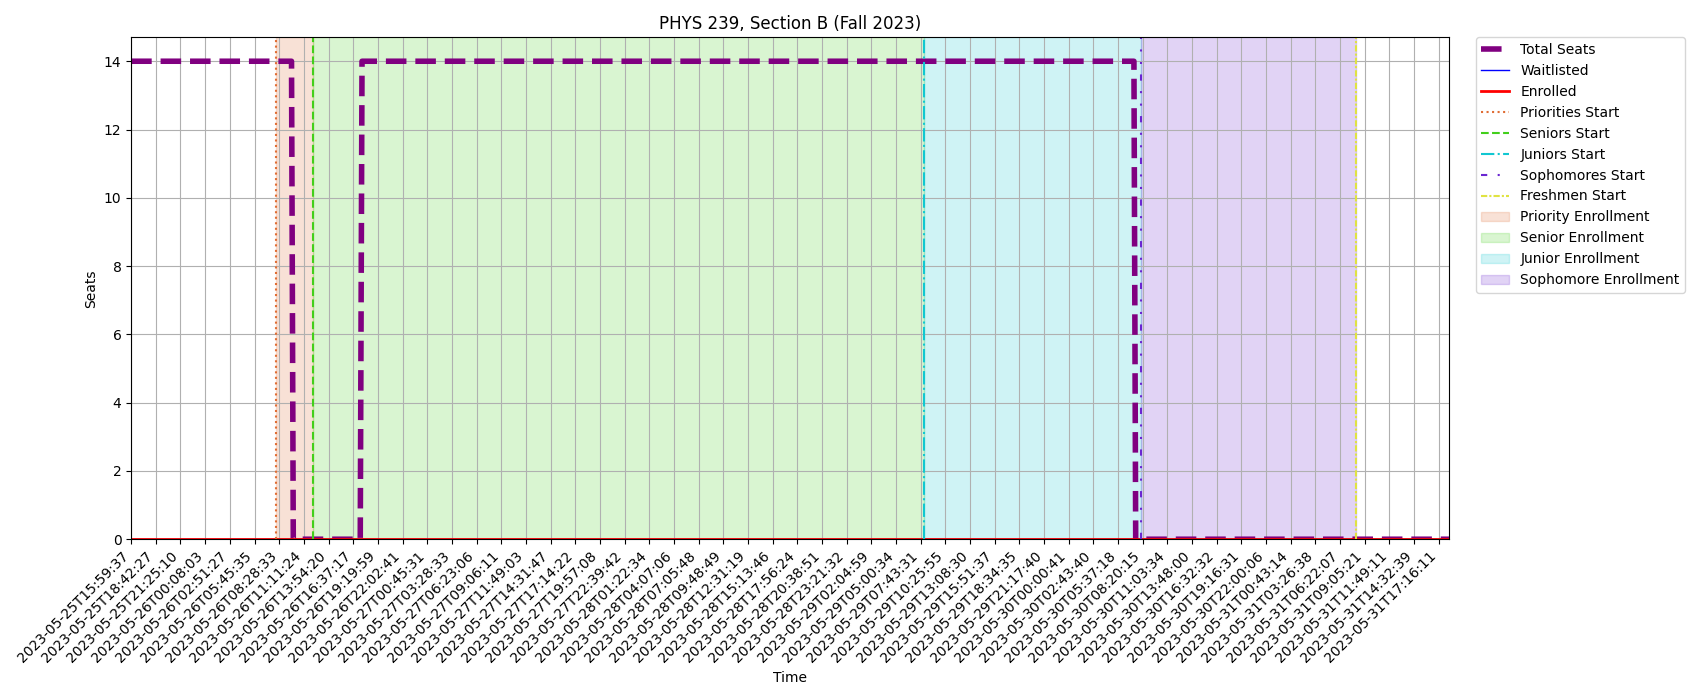 PHYS 239, Section B (Fall 2023)
Seats
14
12
10
8
6
4
2
0
2023-05-25T15:59:37
2023-05-25T18:42:27
2023-05-25T21:25:10
2023-05-26T00:08:03
2023-05-26T02:51:27
2023-05-26T05:45:35
2023-05-26T08:28:33
2023-05-26T11:11:24
2023-05-26T13:54:20
2023-05-26T16:37:17
2023-05-26T19:19:59
2023-05-26T22:02:41
2023-05-27T00:45:31
2023-05-27T03:28:33
2023-05-27T06:23:06
2023-05-27T09:06:11
2023-05-27T11:49:03
2023-05-27T14:31:47
2023-05-27T17:14:22
2023-05-27T19:57:08
2023-05-27T22:39:42
2023-05-28T01:22:34
2023-05-28T04:07:06
2023-05-28T07:05:48
2023-05-28T09:48:49
2023-05-28T12:31:19
2023-05-28T15:13:46
2023-05-28T17:56:24
2023-05-28T20:38:51
2023-05-28T23:21:32
2023-05-29T02:04:59
2023-05-29T05:00:34
2023-05-29T07:43:31
2023-05-29T10:25:55
2023-05-29T13:08:30
2023-05-29T15:51:37
2023-05-29T18:34:35
2023-05-29T21:17:40
2023-05-30T00:00:41
2023-05-30T02:43:40
2023-05-30T05:37:18
2023-05-30T08:20:15
2023-05-30T11:03:34
2023-05-30T13:48:00
2023-05-30T16:32:32
2023-05-30T19:16:31
2023-05-30T22:00:06
2023-05-31T00:43:14
2023-05-31T03:26:38
2023-05-31T06:22:07
2023-05-31T09:05:21
2023-05-31T11:49:11
2023-05-31T14:32:39
2023-05-31T17:16:11
Time
Total Seats
Waitlisted
Enrolled
Priorities Start
Seniors Start
Juniors Start
Sophomores Start
Freshmen Start
Priority Enrollment
Senior Enrollment
Junior Enrollment
Sophomore Enrollment